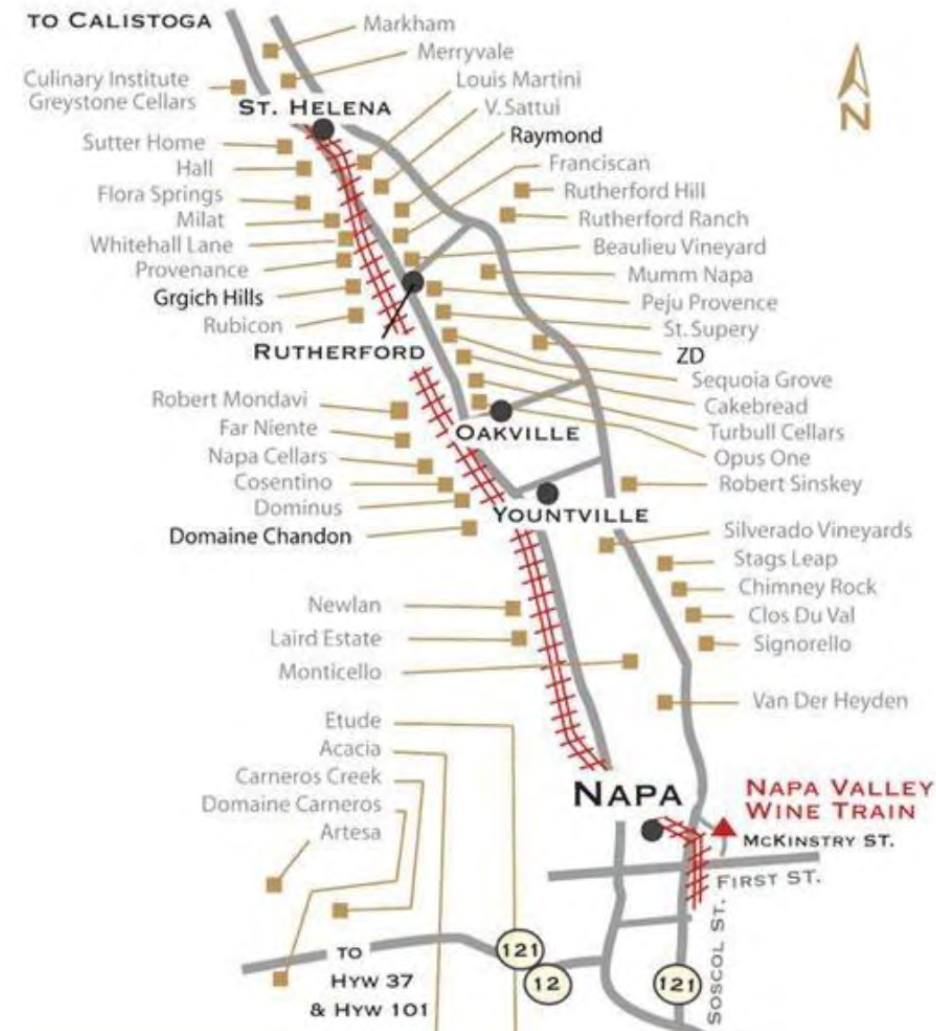 TO CALISTOGA
Markham
Merryvale
Culinary Institute
Greystone Cellars
Louis Martini
ST. HELENA
V. Sattui
Raymond
N
Sutter Home
Franciscan
Hall
Rutherford Hill
Flora Springs
Rutherford Ranch
Milat
Whitehall Lane
Beaulieu Vineyard
Provenance
Mumm Napa
Grgich Hills
Peju Provence
Rubicon
St. Supery
RUTHERFORD
ZD
Sequoia Grove
Robert Mondavi
Cakebread
Far Niente
OAKVILLE
Turbull Cellars
Napa Cellars
Opus One
Cosentino
Robert Sinskey
Dominus
YOUNTVILLE
Domaine Chandon
Silverado Vineyards
Stags Leap
Chimney Rock
Newlan
Clos Du Val
Laird Estate
Signorello
Monticello
Van Der Heyden
Etude
Acacia
Carneros Creek
NAPA
NAPA VALLEY
WINE TRAIN
Domaine Carneros
Artesa
MCKINSTRY ST.
FIRST ST.
SOSCOL ST.
121
12
121
TO
HYW 37
& HYW 101